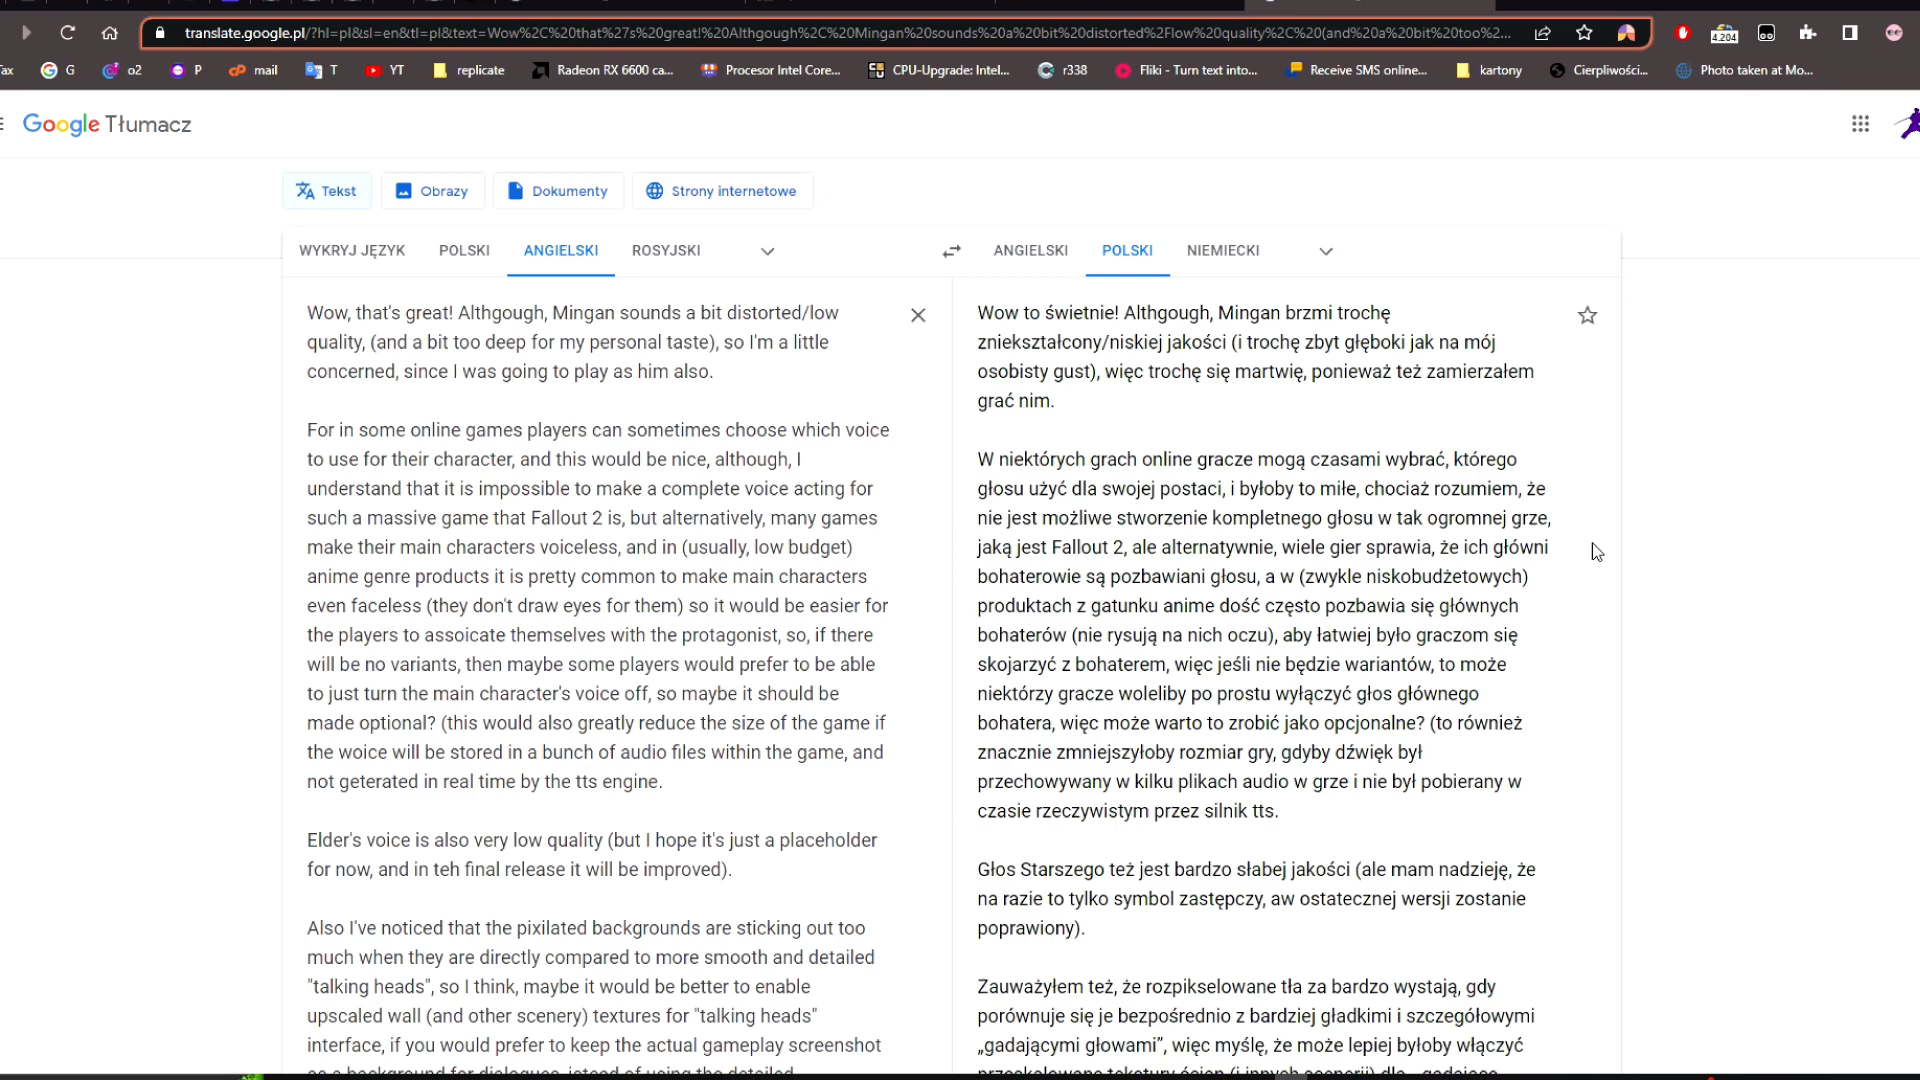 translate.google.pl/?hl=pl&sl=en&tl=pl&text=Wow%2C%20that%27s%20great!%20Althgough%2C%20Mingan%20sounds%20a%20bit%20distorted%2Flow%20quality%2C%20(and%20a%20bit%20too%2...
4.204
G
o2
P
mail
T
YT
replicate
Radeon RX 6600 ca...
Procesor Intel Core...
CPU-Upgrade: Intel...
r338
Fliki - Turn text into...
Receive SMS online...
kartony
Cierpliwości...
Photo taken at Mo...
Google Tłumacz
Tekst
Obrazy
Dokumenty
Strony internetowe
WYKRYJ JĘZYK
POLSKI
ANGIELSKI
ROSYJSKI
ANGIELSKI
POLSKI
NIEMIECKI
Wow, that's great! Althgough, Mingan sounds a bit distorted/low
quality, (and a bit too deep for my personal taste), so I'm a little
concerned, since I was going to play as him also.
For in some online games players can sometimes choose which voice
to use for their character, and this would be nice, although, I
understand that it is impossible to make a complete voice acting for
such a massive game that Fallout 2 is, but alternatively, many games
make their main characters voiceless, and in (usually, low budget)
anime genre products it is pretty common to make main characters
even faceless (they don't draw eyes for them) so it would be easier for
the players to assoicate themselves with the protagonist, so, if there
will be no variants, then maybe some players would prefer to be able
to just turn the main character's voice off, so maybe it should be
made optional? (this would also greatly reduce the size of the game if
the woice will be stored in a bunch of audio files within the game, and
not geterated in real time by the tts engine.
Elder's voice is also very low quality (but I hope it's just a placeholder
for now, and in teh final release it will be improved).
Also I've noticed that the pixilated backgrounds are sticking out too
much when they are directly compared to more smooth and detailed
"talking heads", so I think, maybe it would be better to enable
upscaled wall (and other scenery) textures for "talking heads"
interface, if you would prefer to keep the actual gameplay screenshot
Wow to świetnie! Althgough, Mingan brzmi trochę
zniekształcony/niskiej jakości (i trochę zbyt głęboki jak na mój
osobisty gust), więc trochę się martwię, ponieważ też zamierzałem
grać nim.
W niektórych grach online gracze mogą czasami wybrać, którego
głosu użyć dla swojej postaci, i byłoby to miłe, chociaż rozumiem, że
nie jest możliwe stworzenie kompletnego głosu w tak ogromnej grze,
jaką jest Fallout 2, ale alternatywnie, wiele gier sprawia, że ich główni
bohaterowie są pozbawiani głosu, a w (zwykle niskobudżetowych)
produktach z gatunku anime dość często pozbawia się głównych
bohaterów (nie rysują na nich oczu), aby łatwiej było graczom się
skojarzyć z bohaterem, więc jeśli nie będzie wariantów, to może
niektórzy gracze woleliby po prostu wyłączyć głos głównego
bohatera, więc może warto to zrobić jako opcjonalne? (to również
znacznie zmniejszyłoby rozmiar gry, gdyby dźwięk był
przechowywany w kilku plikach audio w grze i nie był pobierany w
czasie rzeczywistym przez silnik tts.
Głos Starszego też jest bardzo słabej jakości (ale mam nadzieję, że
na razie to tylko symbol zastępczy, aw ostatecznej wersji zostanie
poprawiony).
Zauważyłem też, że rozpikselowane tła za bardzo wystają, gdy
porównuje się je bezpośrednio z bardziej gładkimi i szczegółowymi
„gadającymi głowami”, więc myślę, że może lepiej byłoby włączyć